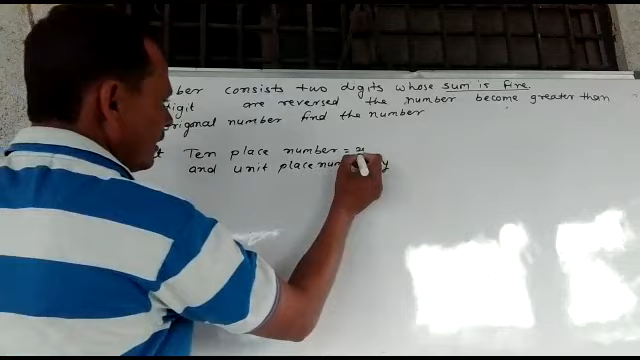 ber consists two digits whose sum is five.
digit are reversed the number become greater than
original number find the number
Ten place number = x
and unit place num y